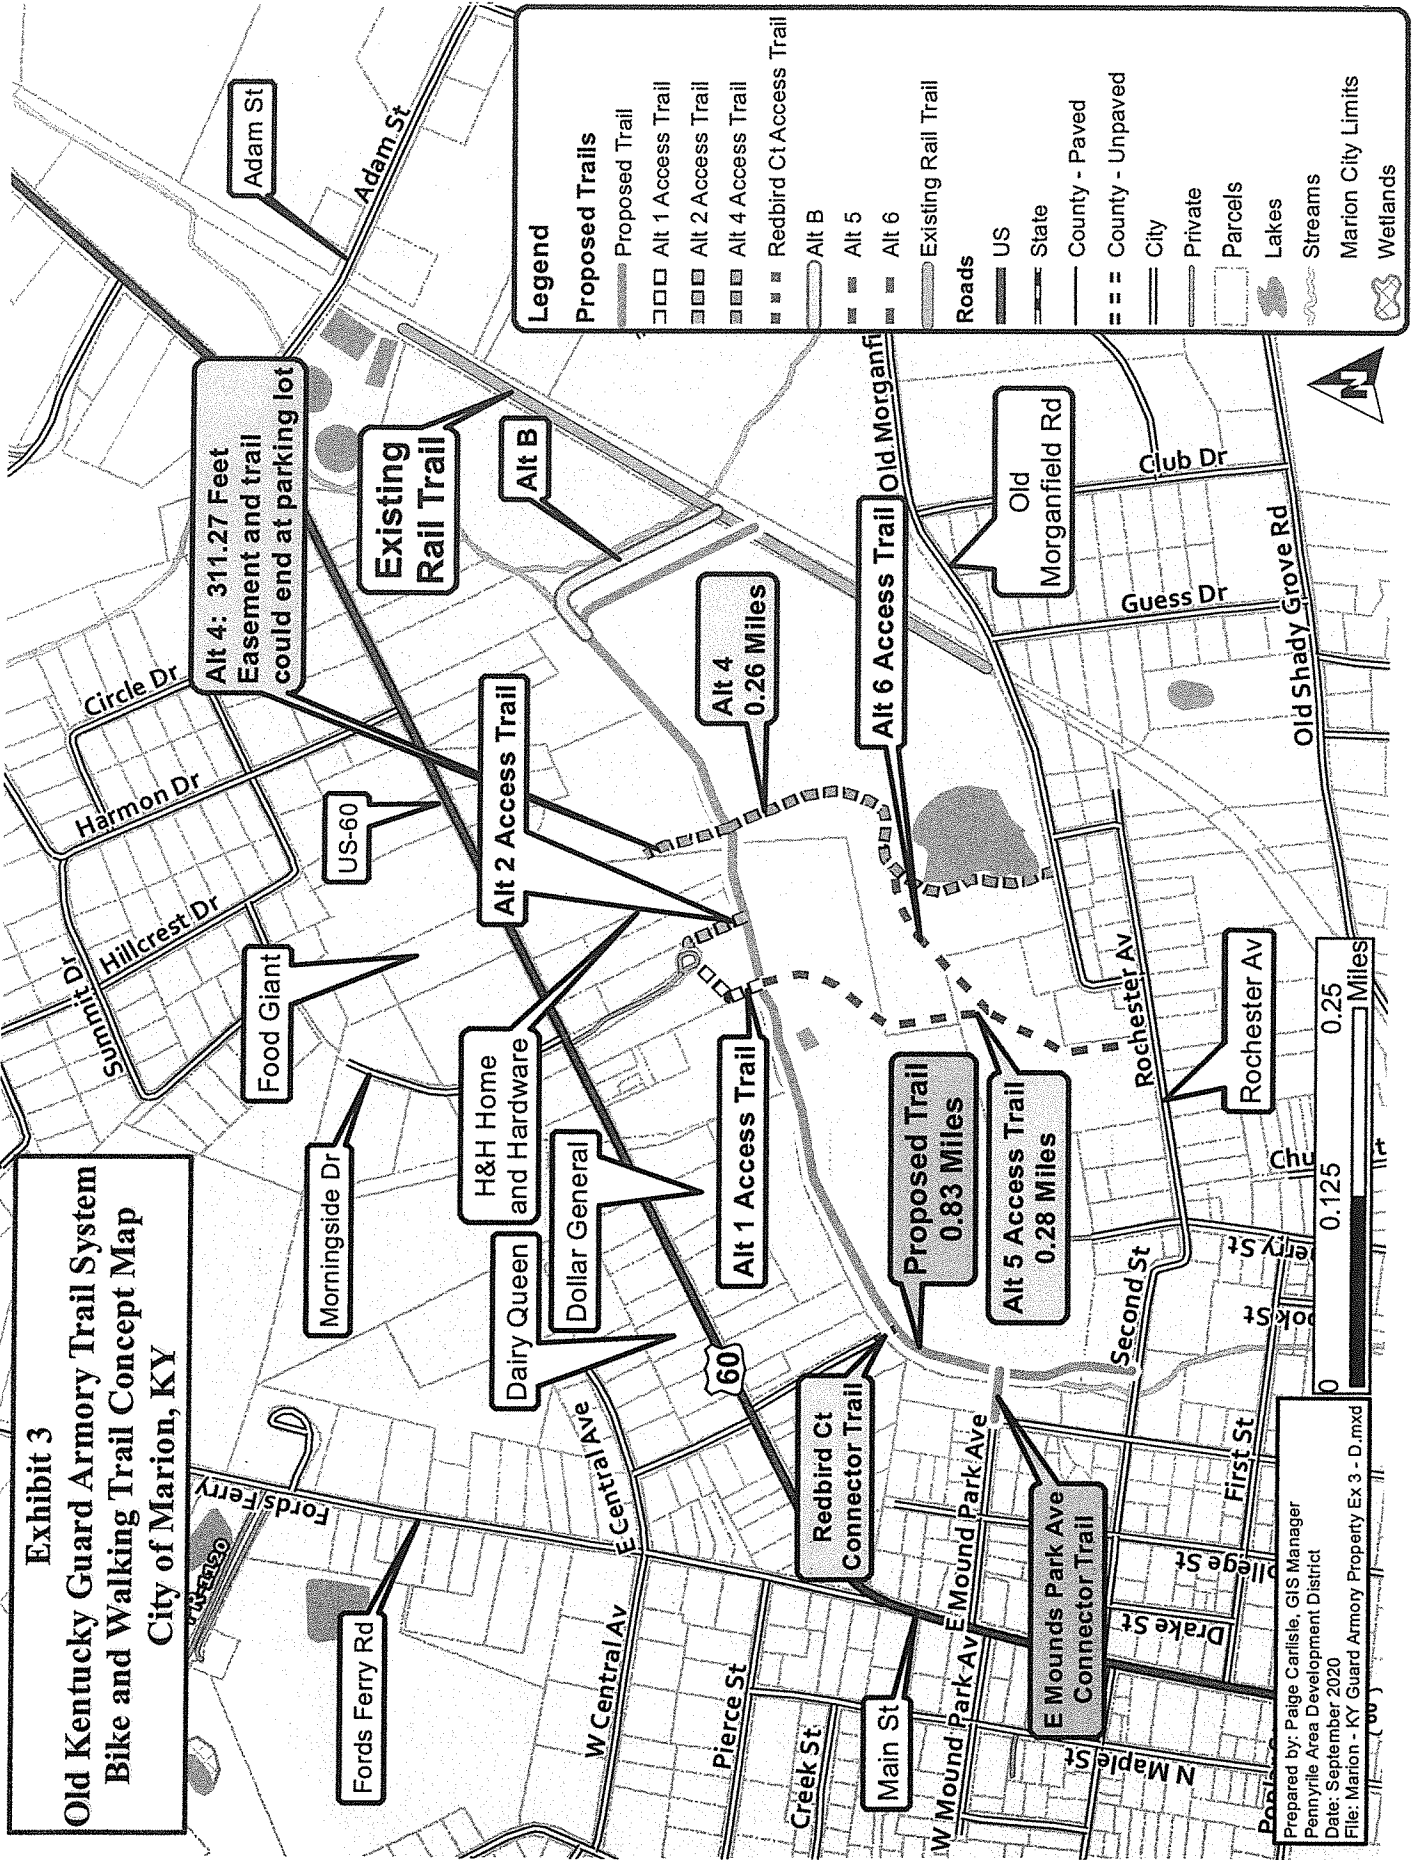 Exhibit 3
Old Kentucky Guard Armory Trail System
Bike and Walking Trail Concept Map
City of Marion, KY
Fords Ferry Rd
Fords Ferry
Morningside Dr
Food Giant
US-60
Summit Dr
Hillcrest Dr
Harmon Dr
Circle Dr
Alt 4: 311.27 Feet
Easement and trail
could end at parking lot
Adam St
Adam St
Existing
Rail Trail
Alt B
Alt 2 Access Trail
H&H Home
and Hardware
Dollar General
Dairy Queen
E Central Ave
E Central Ave
W Central Av
Pierce St
Creek St
Main St
60
Alt 1 Access Trail
Alt 4
0.26 Miles
Alt 6 Access Trail
Redbird Ct
Connector Trail
Proposed Trail
0.83 Miles
Alt 5 Access Trail
0.28 Miles
E Mounds Park Ave
Connector Trail
E Mound Park Ave
E Mound Park Ave
W Mound Park Av
N Maple St
Drake St
First St
Second St
Rochester Av
Rochester Av
Old Morganfi
Old
Morganfield Rd
Club Dr
Guess Dr
Old Shady Grove Rd
Legend
Proposed Trails
Proposed Trail
Alt 1 Access Trail
Alt 2 Access Trail
Alt 4 Access Trail
Redbird Ct Access Trail
Alt B
Alt 5
Alt 6
Existing Rail Trail
Roads
US
State
County - Paved
County - Unpaved
City
Private
Parcels
Lakes
Streams
Marion City Limits
Wetlands
N
0 0.125 0.25
Miles
Prepared by: Paige Carlisle, GIS Manager
Pennyrile Area Development District
Date: September 2020
File: Marion - KY Guard Armory Property Ex 3 - D.mxd